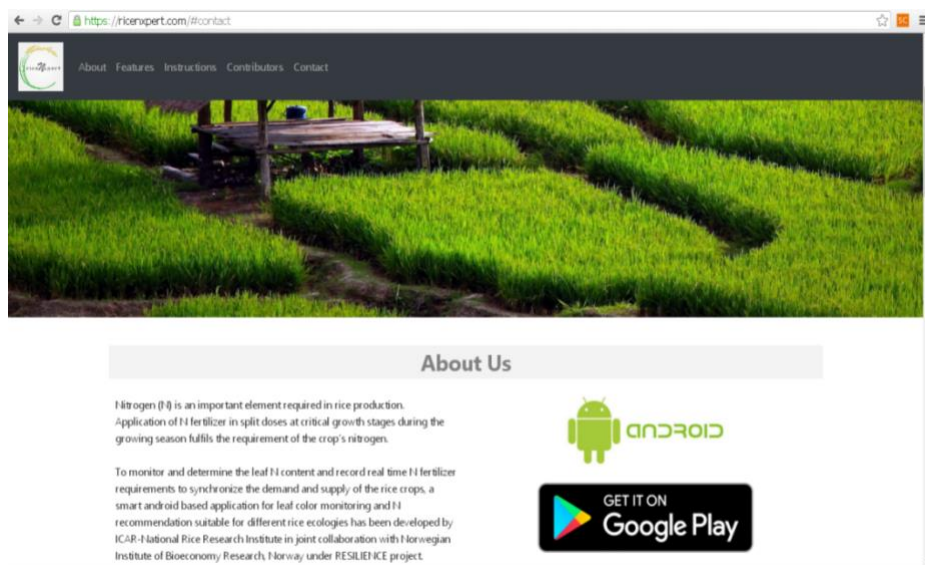 https://ricenxpert.com/#contact
About Features Instructions Contributors Contact
About Us
Nitrogen (N) is an important element required in rice production.
Application of N fertilizer in split doses at critical growth stages during the
growing season fulfils the requirement of the crop's nitrogen.
To monitor and determine the leaf N content and record real time N fertilizer
requirements to synchronize the demand and supply of the rice crops, a
smart android based application for leaf color monitoring and N
recommendation suitable for different rice ecologies has been developed by
ICAR-National Rice Research Institute in joint collaboration with Norwegian
Institute of Bioeconomy Research, Norway under RESILIENCE project.
ANDROID
GET IT ON
Google Play